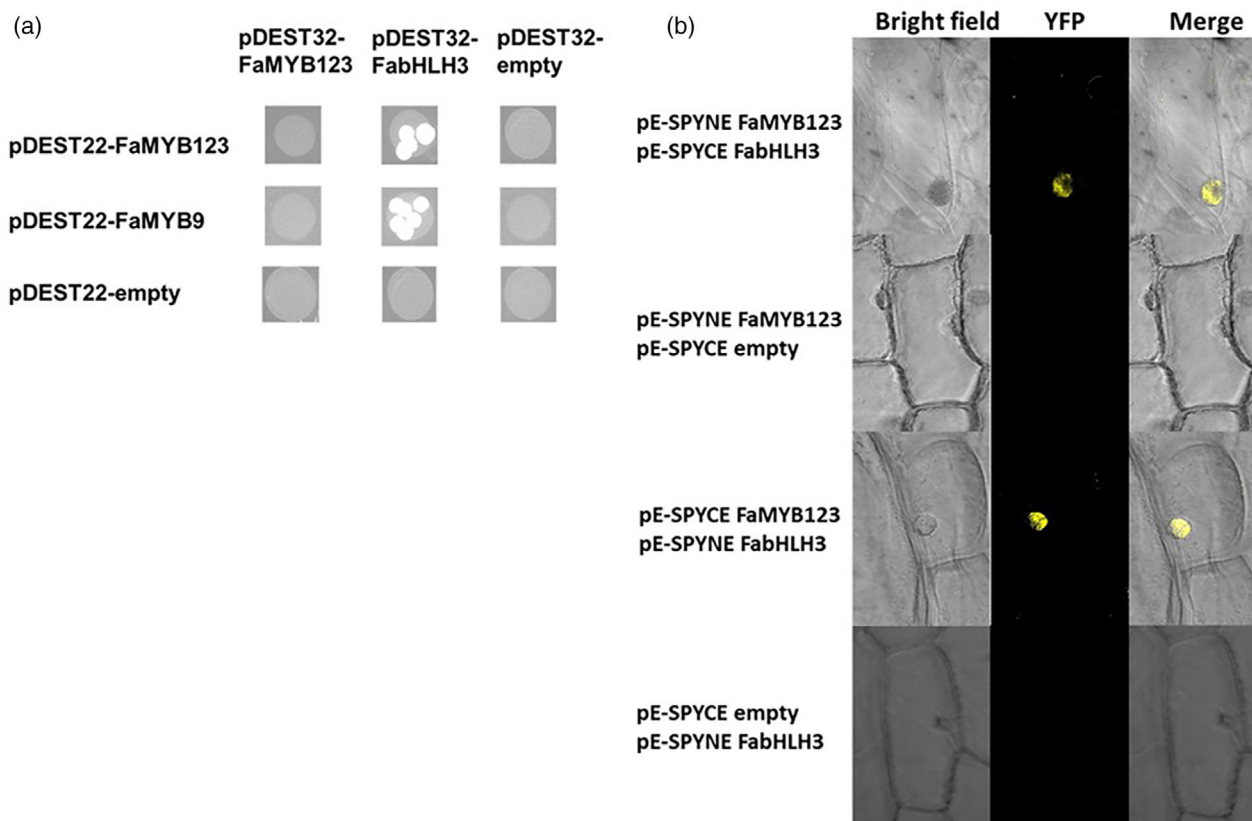 (a)
pDEST32-
FaMYB123
pDEST32-
FabHLH3
pDEST32-
empty
pDEST22-FaMYB123
pDEST22-FaMYB9
pDEST22-empty
(b)
Bright field
YFP
Merge
pE-SPYNE FaMYB123
pE-SPYCE FabHLH3
pE-SPYNE FaMYB123
pE-SPYCE empty
pE-SPYCE FaMYB123
pE-SPYNE FabHLH3
pE-SPYCE empty
pE-SPYNE FabHLH3